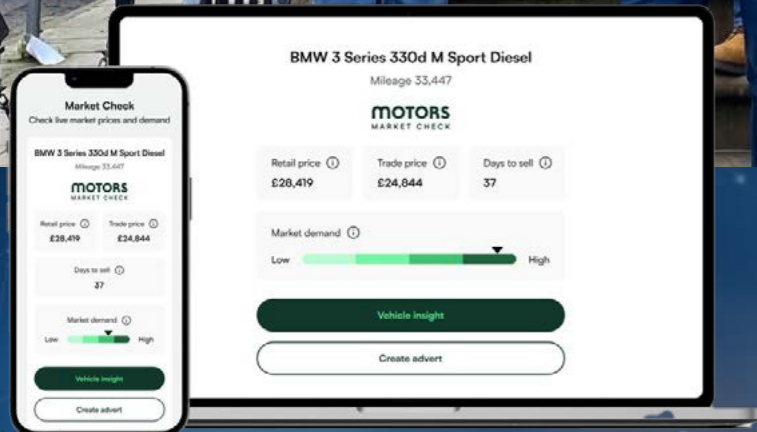 Market Check
Check live market prices and demand
BMW 3 Series 330d M Sport Diesel
Mileage 33,447
MOTORS
MARKET CHECK
Retail price
Trade price
£28,419
£24,844
Days to sell
37
Market demand
Low
High
Vehicle insight
Create advert
BMW 3 Series 330d M Sport Diesel
Mileage 33,447
MOTORS
MARKET CHECK
Retail price
Trade price
Days to sell
£28,419
£24,844
37
Market demand
Low
High
Vehicle insight
Create advert